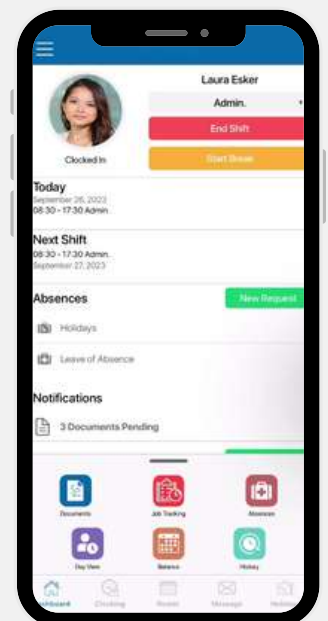 Laura Esker
Admin.
End Shift
Start Break
Clocked In
Today
September 26, 2023
08:30 - 17:30 Admin.
Next Shift
08:30 - 17:30 Admin.
September 27, 2023
Absences
New Request
Holidays
Leave of Absence
Notifications
3 Documents Pending
Documents
Job Tracking
Absences
Day View
Balance
History
Clocking
Roster
Message